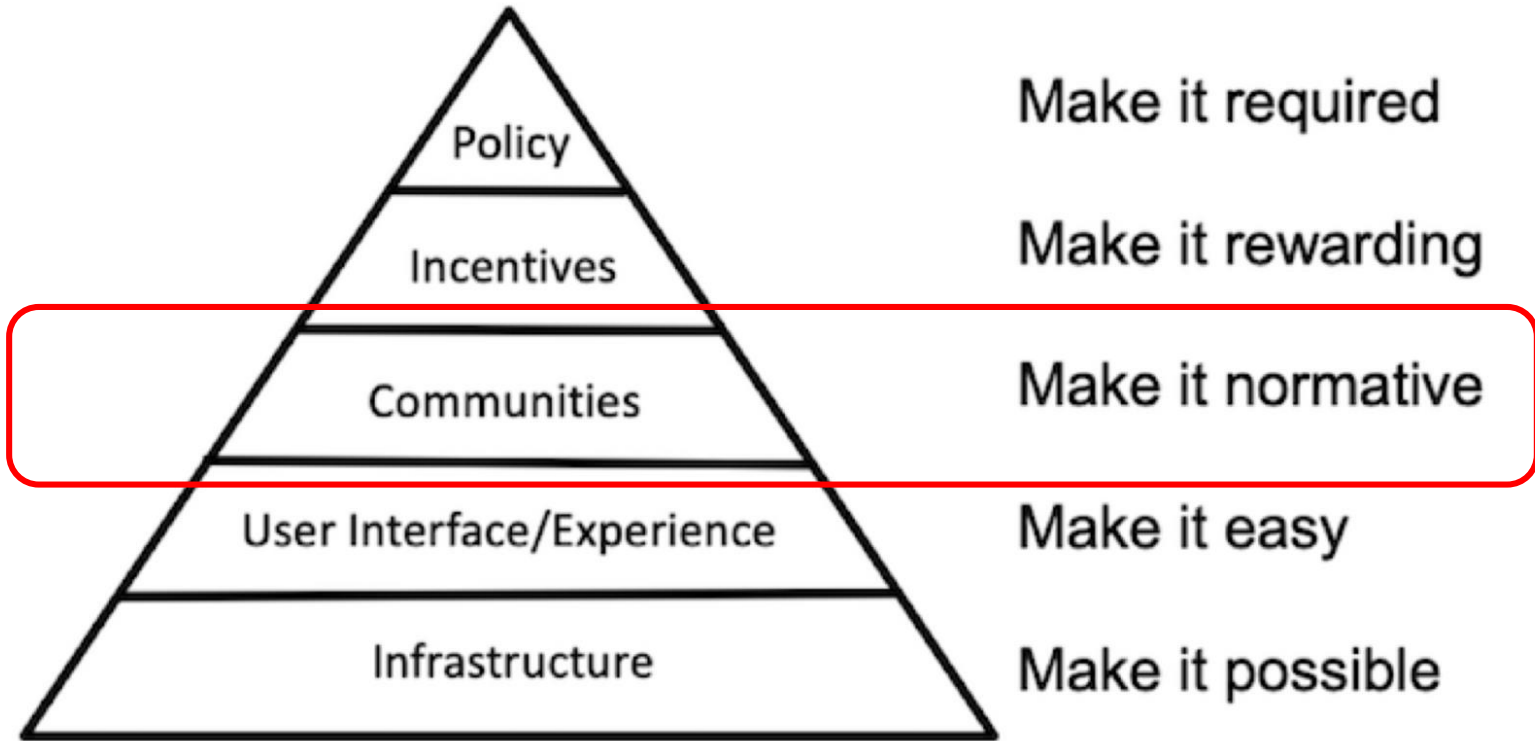 Policy
Make it required
Incentives
Make it rewarding
Communities
Make it normative
User Interface/Experience
Make it easy
Infrastructure
Make it possible